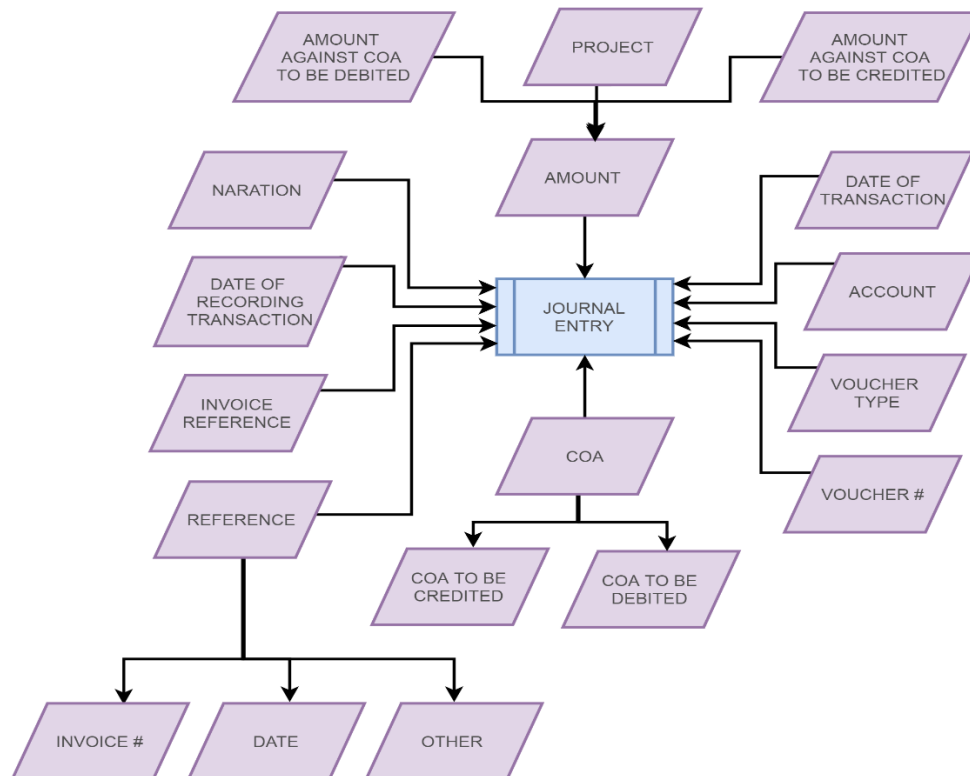 AMOUNT
AGAINST COA
TO BE DEBITED
PROJECT
AMOUNT
AGAINST COA
TO BE CREDITED
NARATION
AMOUNT
DATE OF
TRANSACTION
DATE OF
RECORDING
TRANSACTION
JOURNAL
ENTRY
ACCOUNT
INVOICE
REFERENCE
VOUCHER
TYPE
COA
REFERENCE
VOUCHER #
COA TO BE
CREDITED
COA TO BE
DEBITED
INVOICE #
DATE
OTHER